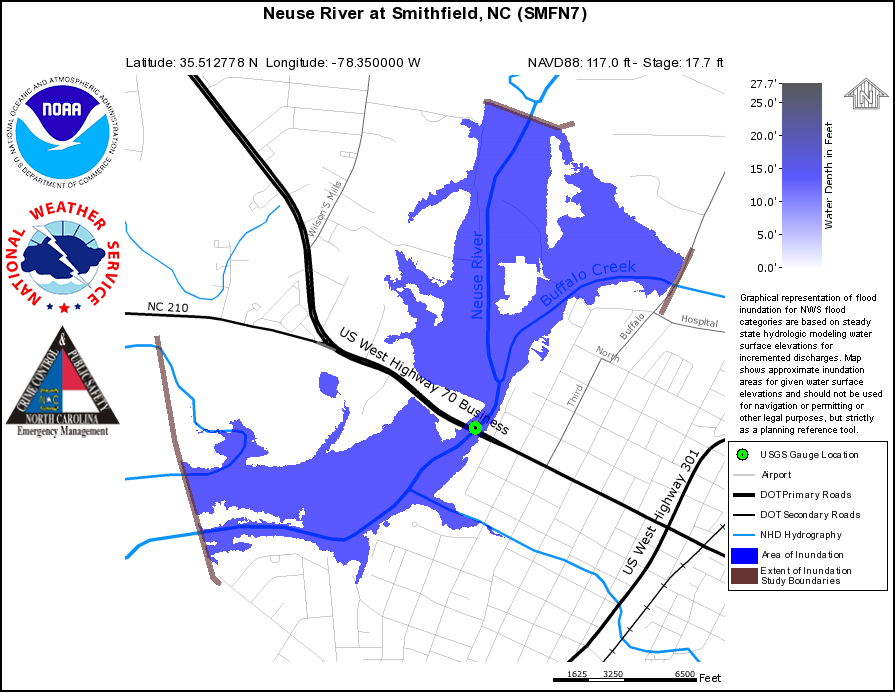 Neuse River at Smithfield, NC (SMFN7)
Latitude: 35.512778 N Longitude: -78.350000 W
NAVD88: 117.0 ft - Stage: 17.7 ft
NATIONAL OCEANIC AND ATMOSPHERIC ADMINISTRATION
NOAA
U.S. DEPARTMENT OF COMMERCE
NATIONAL WEATHER SERVICE
CRIME CONTROL & PUBLIC SAFETY
N C
NORTH CAROLINA
Emergency Management
Wilson'S Mills
NC 210
US West Highway 70 Business
Neuse River
Buffalo Creek
Buffalo
Hospital
North
Third
US West Highway 301
27.7'
25.0'
20.0'
15.0'
10.0'
5.0'
0.0'
Water Depth in Feet
N
Graphical representation of flood
inundation for NWS flood
categories are based on steady
state hydrologic modeling water
surface elevations for
incremented discharges. Map
shows approximate inundation
areas for given water surface
elevations and should not be used
for navigation or permitting or
other legal purposes, but strictly
as a planning reference tool.
USGS Gauge Location
Airport
DOT Primary Roads
DOT Secondary Roads
NHD Hydrography
Area of Inundation
Extent of Inundation
Study Boundaries
1625 3250 6500 Feet